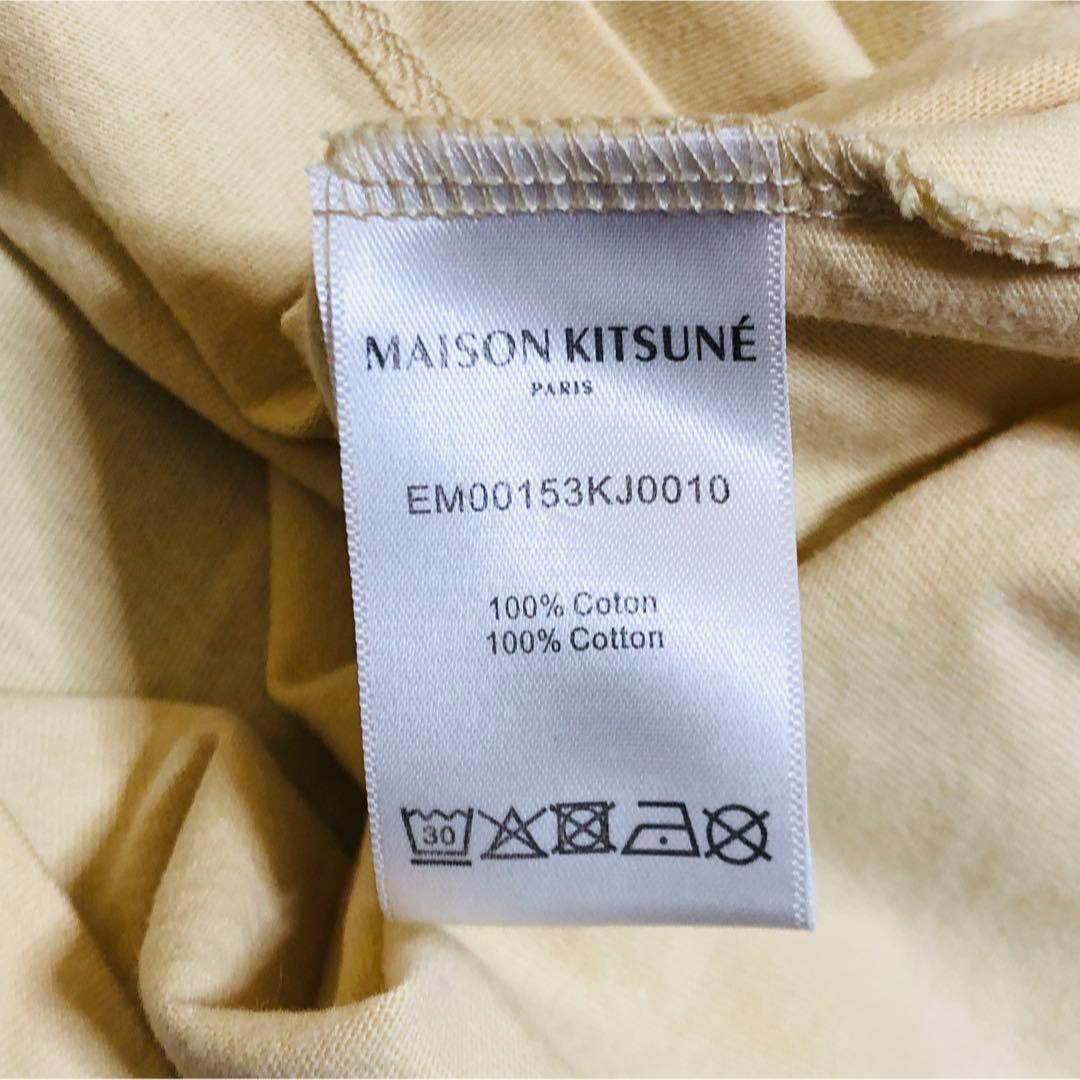 MAISON KITSUNÉ
PARIS
EM00153KJ0010
100% Coton
100% Cotton
30